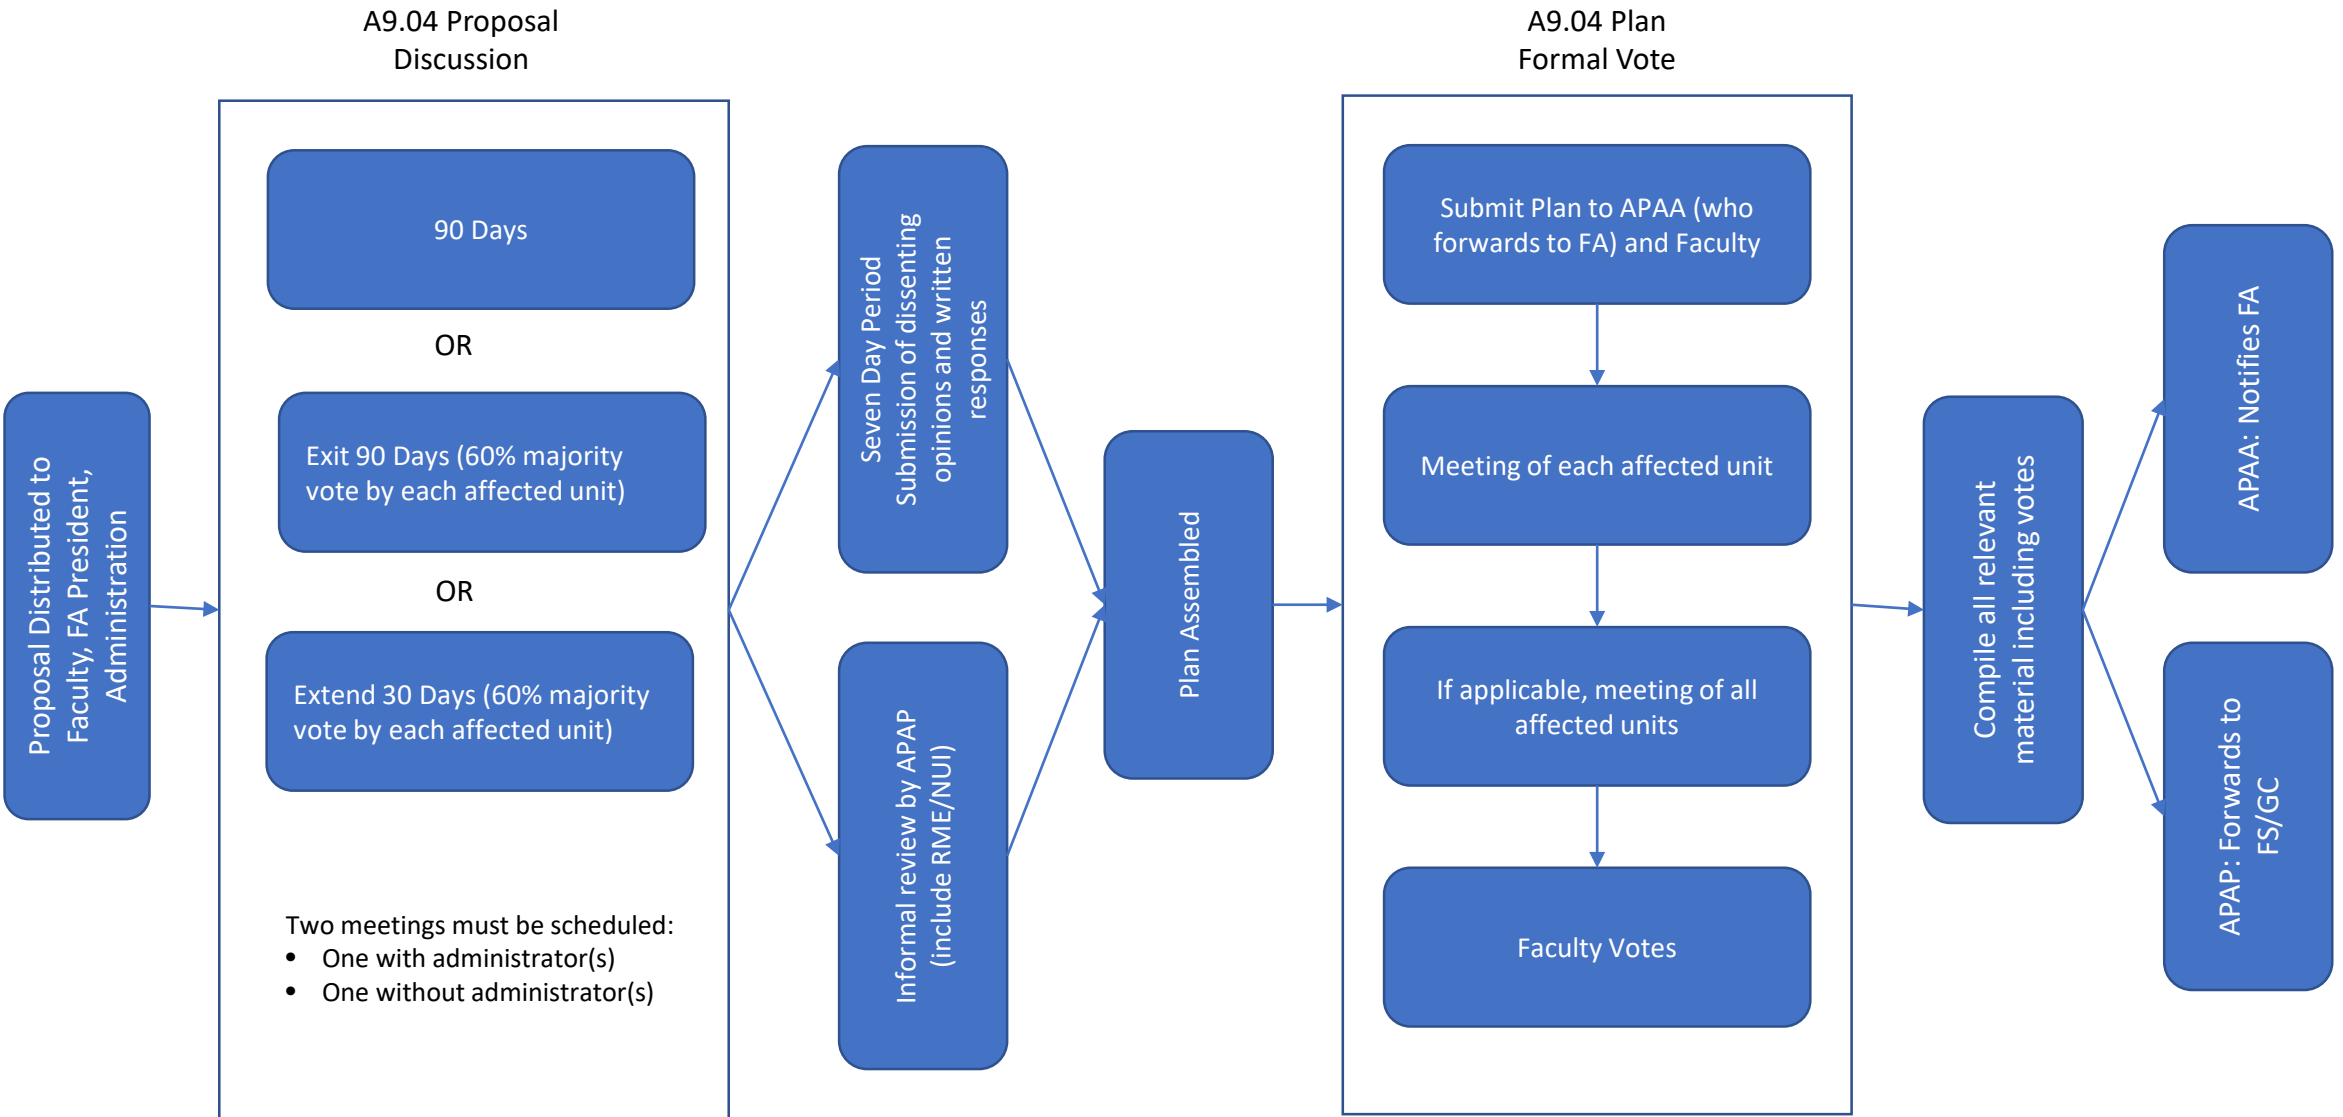 A9.04 Proposal
Discussion
A9.04 Plan
Formal Vote
Proposal Distributed to
Faculty, FA President,
Administration
90 Days
OR
Exit 90 Days (60% majority
vote by each affected unit)
OR
Extend 30 Days (60% majority
vote by each affected unit)
Two meetings must be scheduled:
• One with administrator(s)
• One without administrator(s)
Seven Day Period
Submission of dissenting
opinions and written
responses
Informal review by APAP
(include RME/NUI)
Plan Assembled
Submit Plan to APAA (who
forwards to FA) and Faculty
Meeting of each affected unit
If applicable, meeting of all
affected units
Faculty Votes
Compile all relevant
material including votes
APAA: Notifies FA
APAP: Forwards to
FS/GC